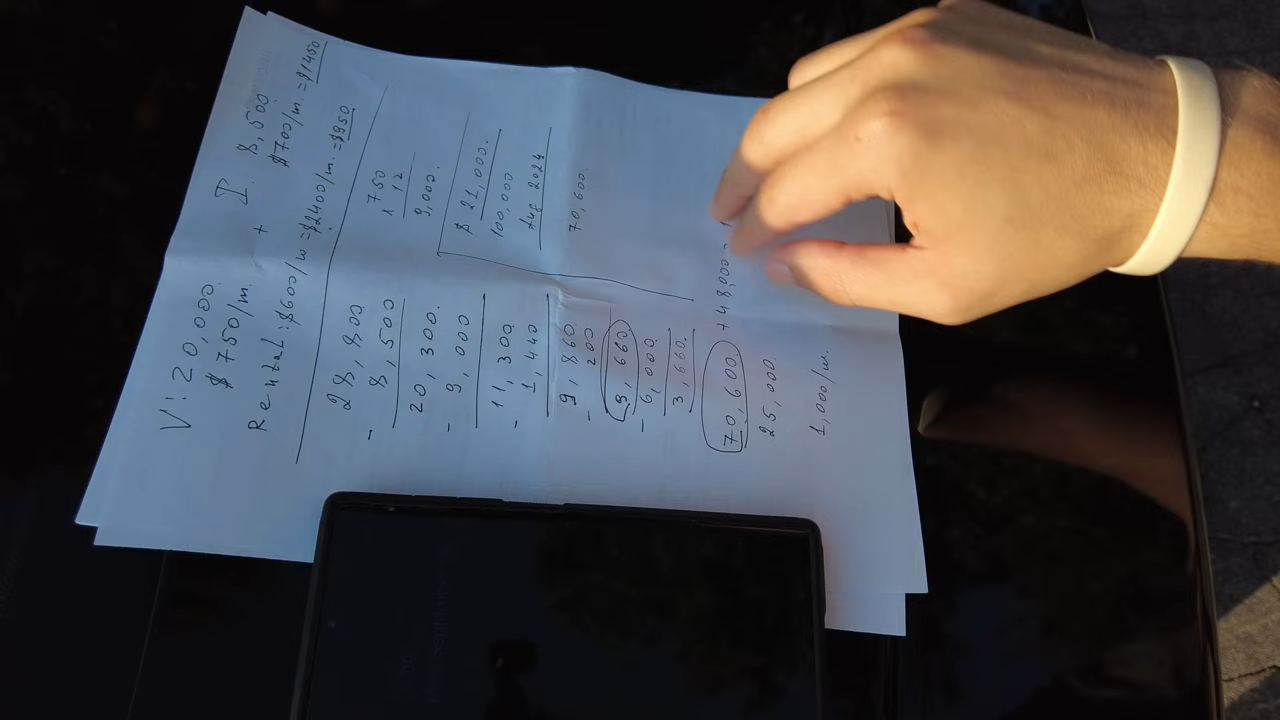 V: 20,000. + I. 8,500
$750/m. $700/m. = $1450
Rental: $600/w = $2400/m. = $950.
28,800.
- 8,500
20,300.
- 9,000
11,300.
- 1,440
9,860.
- 200
9,660.
- 6,000.
3,660.
x 750
12
9,000.
$ 21,000.
100,000
Aug 2024
70,600.
70,600. + 48,000 =
25,000.
1,000/m.